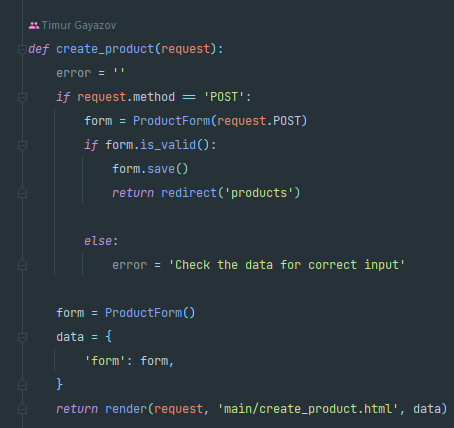 Timur Gayazov
def create_product(request):
    error = ''
    if request.method == 'POST':
        form = ProductForm(request.POST)
        if form.is_valid():
            form.save()
            return redirect('products')
        else:
            error = 'Check the data for correct input'
    form = ProductForm()
    data = {
        'form': form,
    }
    return render(request, 'main/create_product.html', data)